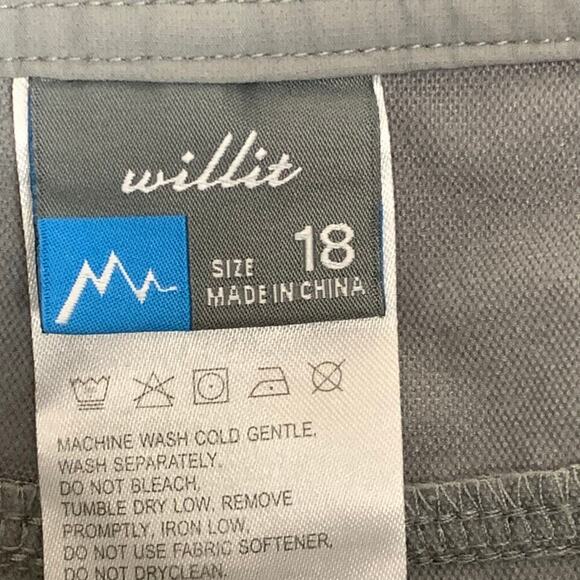 willit
SIZE 18
MADE IN CHINA
MACHINE WASH COLD GENTLE,
WASH SEPARATELY,
DO NOT BLEACH,
TUMBLE DRY LOW, REMOVE
PROMPTLY, IRON LOW,
DO NOT USE FABRIC SOFTENER,
DO NOT DRYCLEAN.